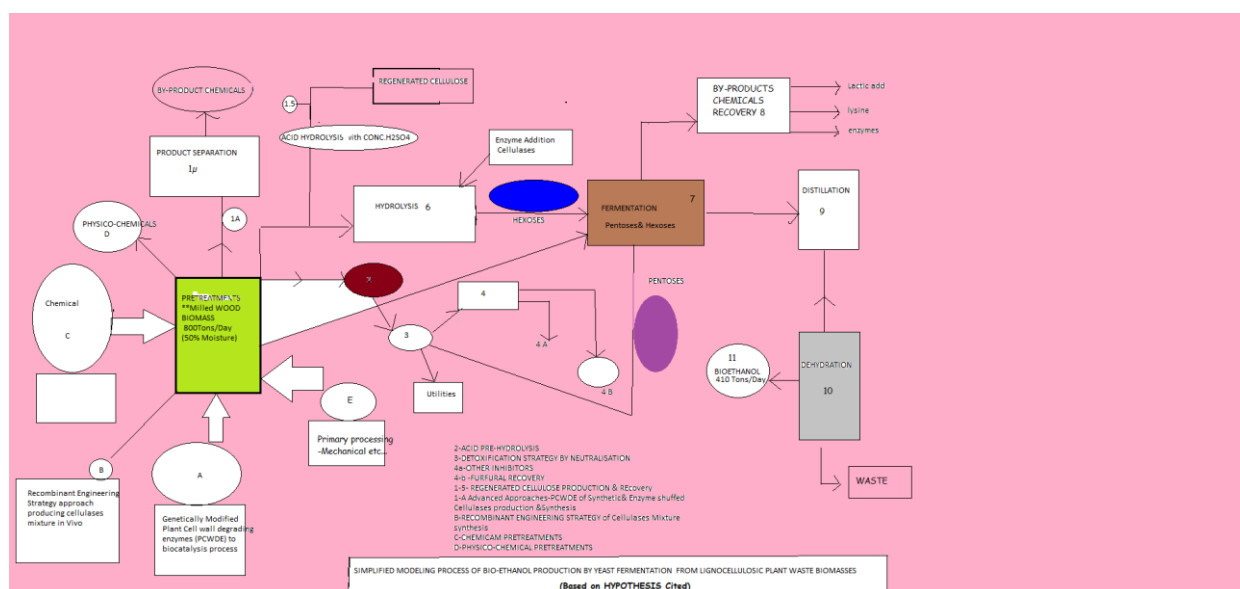 REGENERATED CELLULOSE
BY-PRODUCT CHEMICALS
1.5
ACID HYDROLYSIS with CONC.H2SO4
BY-PRODUCTS
CHEMICALS
RECOVERY 8
Lactic add
lysine
enzymes
PRODUCT SEPARATION
1µ
Enzyme Addition
Cellulases
HYDROLYSIS 6
HEXOSES
FERMENTATION 7
Pentoses& Hexoses
DISTILLATION
9
1A
PHYSICO-CHEMICALS
D
Chemical
C
PRETREATMENTS
**Milled WOOD
BIOMASS
800Tons/Day
(50% Moisture)
3
4
4 A
4 B
PENTOSES
Utilities
11
BIOETHANOL
410 Tons/Day
DEHYDRATION
10
WASTE
E
Primary processing
-Mechanical etc...
B
Recombinant Engineering
Strategy approach
producing cellulases
mixture in Vivo
A
Genetically Modified
Plant Cell wall degrading
enzymes (PCWDE) to
biocatalysis process
2-ACID PRE-HYDROLYSIS
3-DETOXIFICATION STRATEGY BY NEUTRALISATION
4a-OTHER INHIBITORS
4-b -FURFURAL RECOVERY
1-5- REGENERATED CELLULOSE PRODUCTION & REcovery
1-A Advanced Approaches-PCWDE of Synthetic& Enzyme shuffed
Cellulases production &Synthesis
B-RECOMBINANT ENGINEERING STRATEGY of Cellulases Mixture
synthesis
C-CHEMICAM PRETREATMENTS
D-PHYSICO-CHEMICAL PRETREATMENTS
SIMPLIFIED MODELING PROCESS OF BIO-ETHANOL PRODUCTION BY YEAST FERMENTATION FROM LIGNOCELLULOSIC PLANT WASTE BIOMASSES
(Based on HYPOTHESIS Cited)